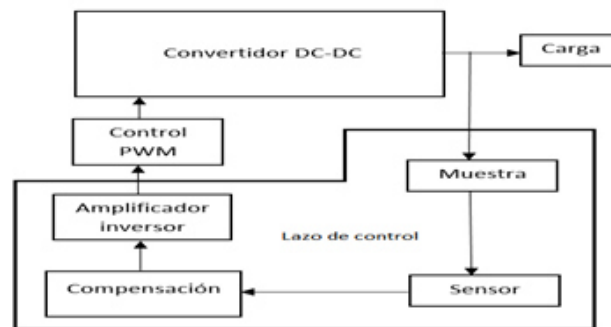 Convertidor DC-DC
Carga
Control
PWM
Muestra
Amplificador
inversor
Lazo de control
Compensación
Sensor